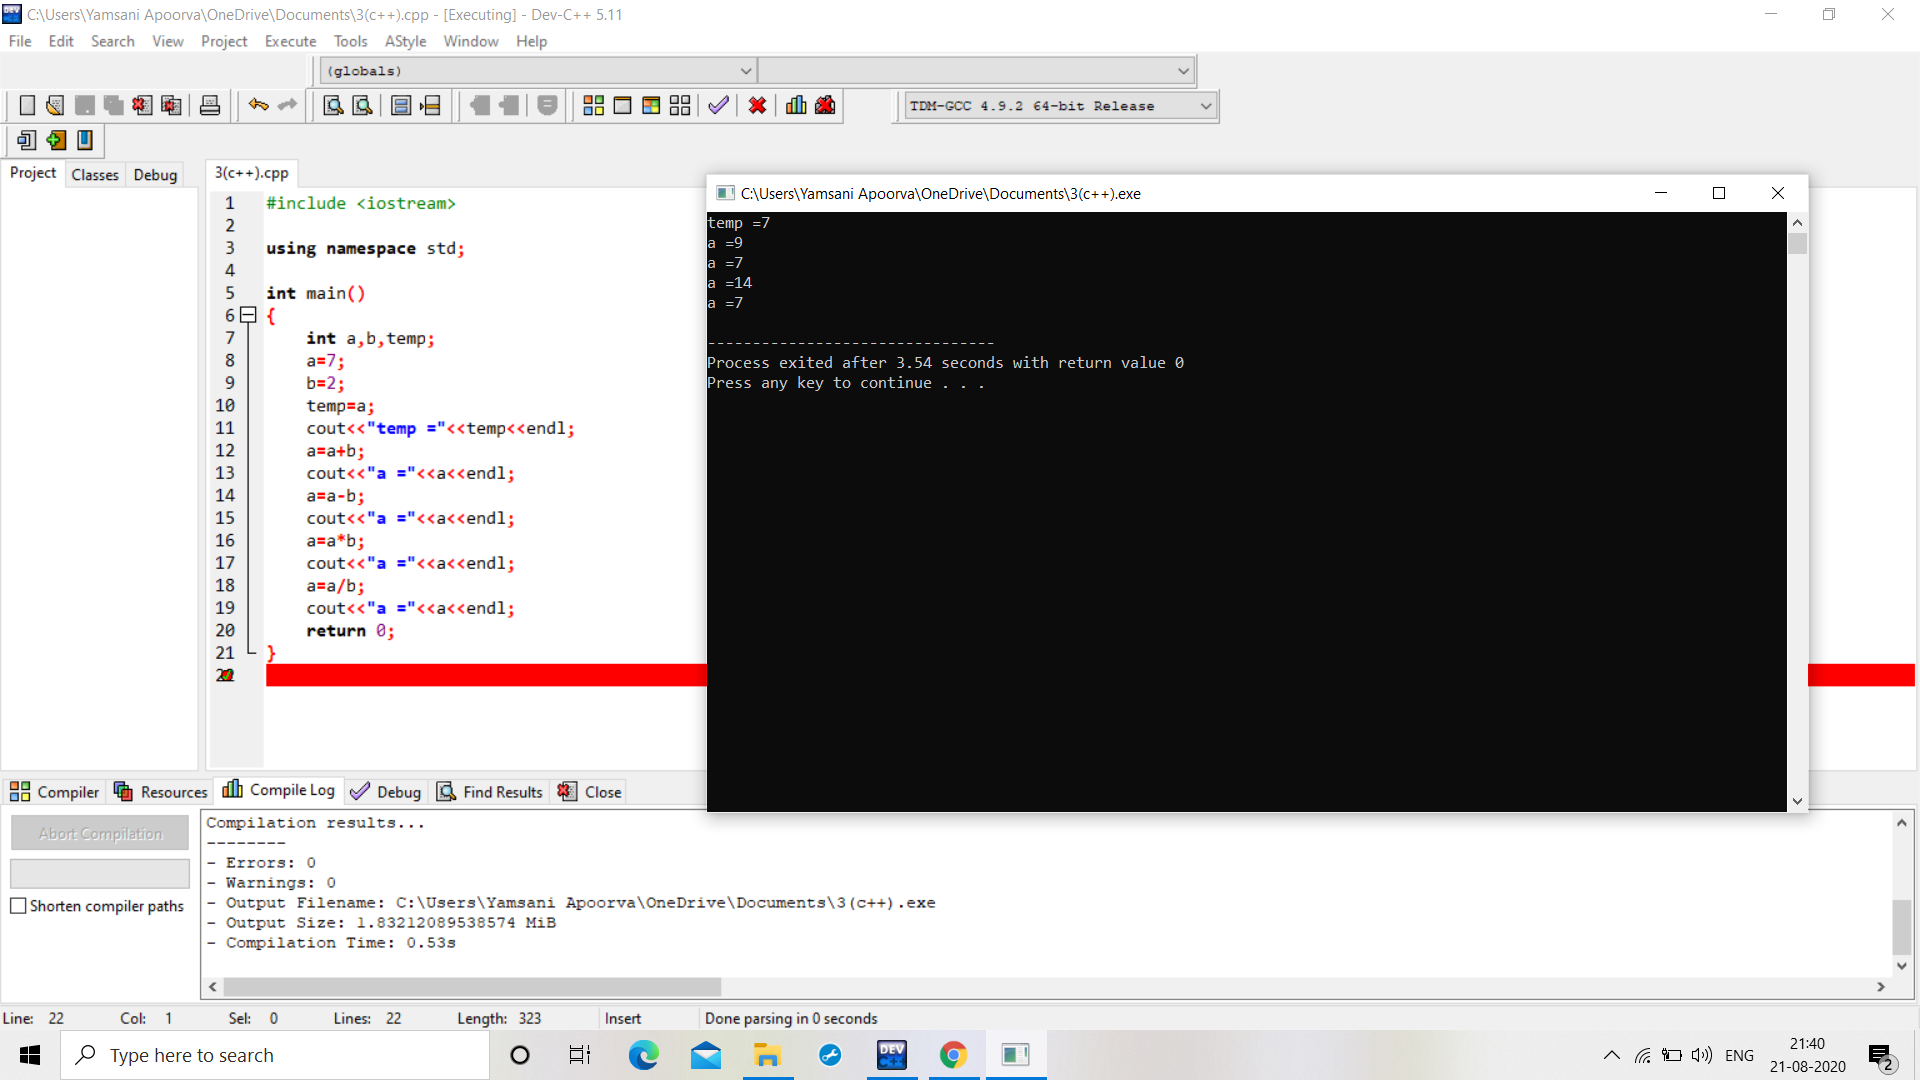 C:\Users\Yamsani Apoorva\OneDrive\Documents\3(c++).cpp - [Executing] - Dev-C++ 5.11
File Edit Search View Project Execute Tools AStyle Window Help
(globals)
TDM-GCC 4.9.2 64-bit Release
Project Classes Debug
3(c++).cpp
1 #include <iostream>
2
3 using namespace std;
4
5 int main()
6 {
7 int a,b,temp;
8 a=7;
9 b=2;
10 temp=a;
11 cout<<"temp ="<<temp<<endl;
12 a=a+b;
13 cout<<"a ="<<a<<endl;
14 a=a-b;
15 cout<<"a ="<<a<<endl;
16 a=a*b;
17 cout<<"a ="<<a<<endl;
18 a=a/b;
19 cout<<"a ="<<a<<endl;
20 return 0;
21 }
22
C:\Users\Yamsani Apoorva\OneDrive\Documents\3(c++).exe
temp =7
a =9
a =7
a =14
a =7
--------------------------------
Process exited after 3.54 seconds with return value 0
Press any key to continue . . .
Compiler Resources Compile Log Debug Find Results Close
Abort Compilation
Shorten compiler paths
Compilation results...
--------
- Errors: 0
- Warnings: 0
- Output Filename: C:\Users\Yamsani Apoorva\OneDrive\Documents\3(c++).exe
- Output Size: 1.83212089538574 MiB
- Compilation Time: 0.53s
Line: 22 Col: 1 Sel: 0 Lines: 22 Length: 323 Insert Done parsing in 0 seconds
Type here to search
DEV C++
ENG
21:40
21-08-2020
2